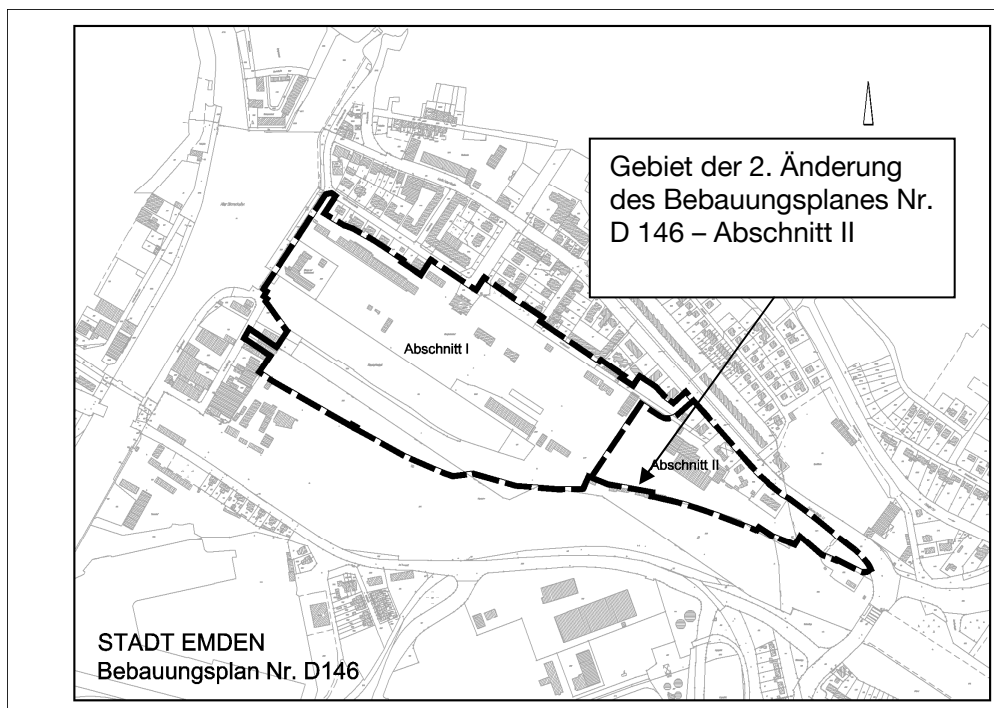 Gebiet der 2. Änderung
des Bebauungsplanes Nr.
D 146 – Abschnitt II
Abschnitt I
Abschnitt II
STADT EMDEN
Bebauungsplan Nr. D146